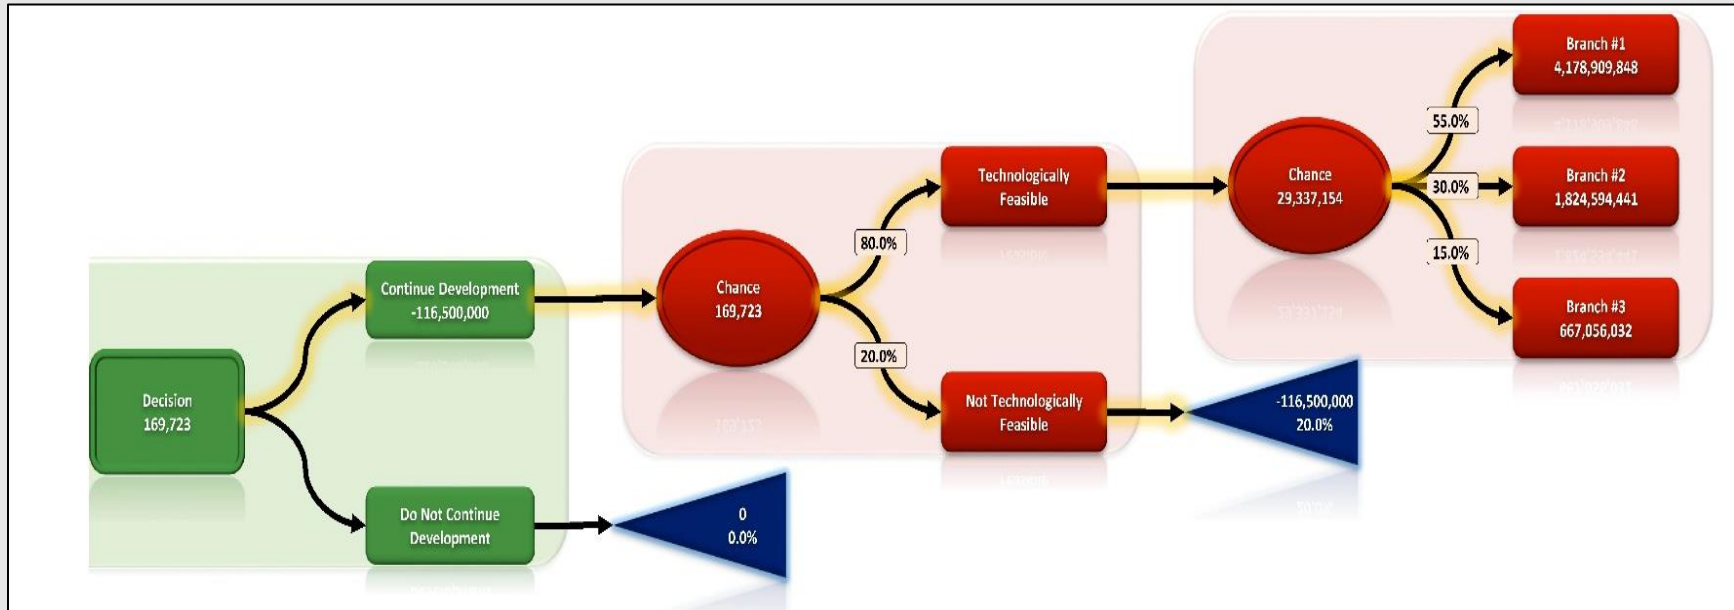 Decision
169,723
Continue Development
-116,500,000
Do Not Continue
Development
0
0.0%
Chance
169,723
80.0%
20.0%
Technologically
Feasible
Not Technologically
Feasible
-116,500,000
20.0%
Chance
29,337,154
55.0%
30.0%
15.0%
Branch #1
4,178,909,848
Branch #2
1,824,594,441
Branch #3
667,056,032